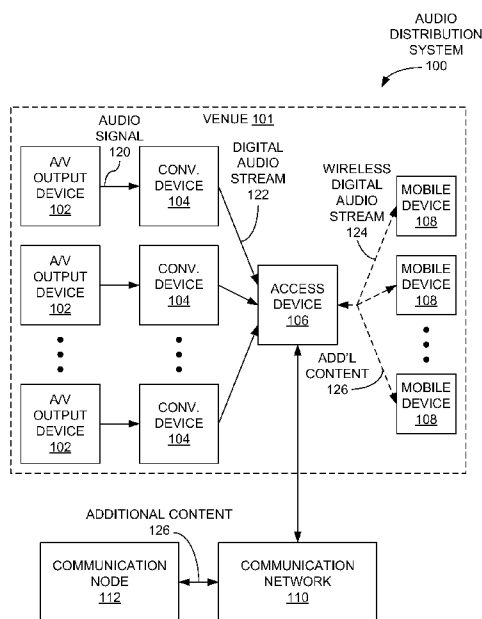 AUDIO
DISTRIBUTION
SYSTEM
100
VENUE 101
AUDIO
SIGNAL
120
DIGITAL
AUDIO
STREAM
122
WIRELESS
DIGITAL
AUDIO
STREAM
124
A/V
OUTPUT
DEVICE
102
CONV.
DEVICE
104
MOBILE
DEVICE
108
A/V
OUTPUT
DEVICE
102
CONV.
DEVICE
104
ACCESS
DEVICE
106
MOBILE
DEVICE
108
ADD'L
CONTENT
126
A/V
OUTPUT
DEVICE
102
CONV.
DEVICE
104
MOBILE
DEVICE
108
ADDITIONAL CONTENT
126
COMMUNICATION
NODE
112
COMMUNICATION
NETWORK
110